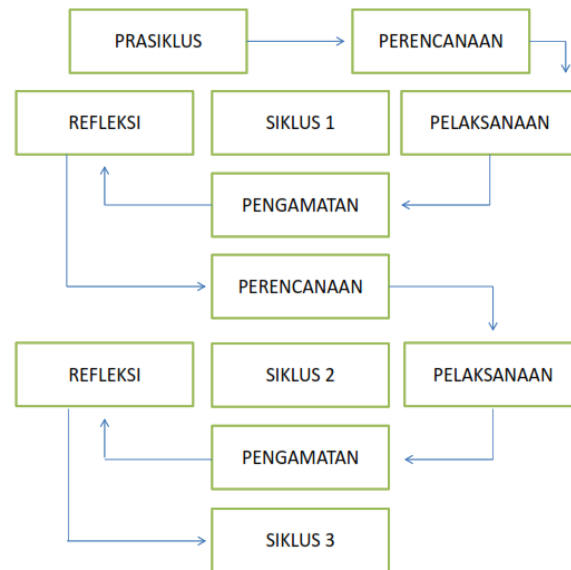 PRASIKLUS
PERENCANAAN
REFLEKSI
SIKLUS 1
PELAKSANAAN
PENGAMATAN
PERENCANAAN
REFLEKSI
SIKLUS 2
PELAKSANAAN
PENGAMATAN
SIKLUS 3